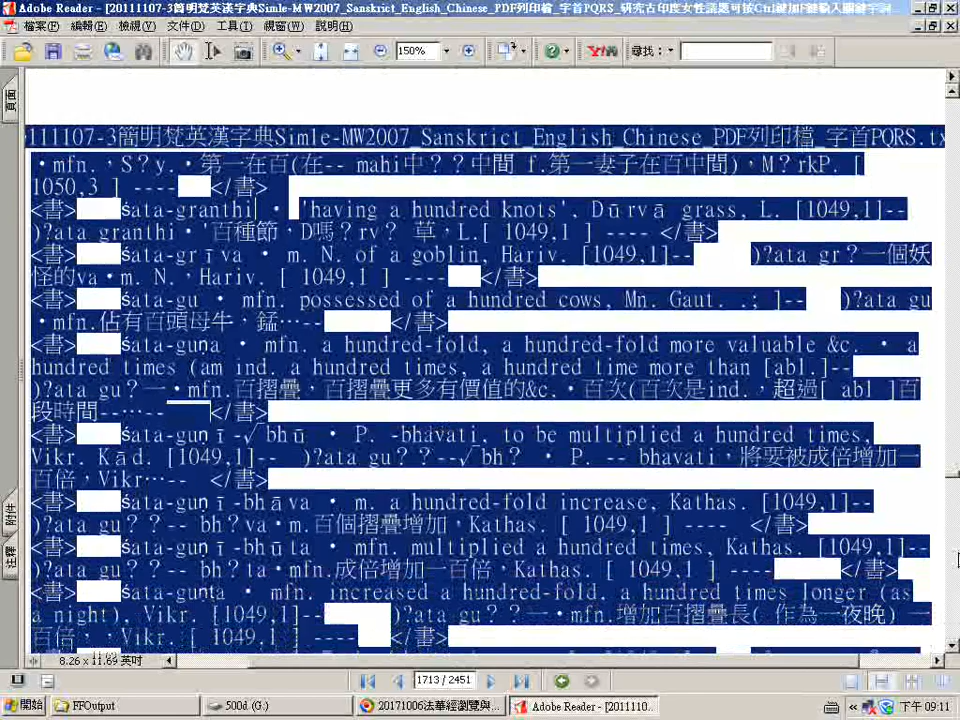 Adobe Reader - [20111107-3簡明梵英漢字典Simle-MW2007_Sanskrict_English_Chinese_PDF列印檔_字首PQRS_研究古印度女性議題可按Ctrl鍵加F鍵輸入關鍵字詞
檔案(F) 編輯(E) 檢視(V) 文件(D) 工具(T) 視窗(W) 說明(H)
150% 尋找:
頁面
111107-3簡明梵英漢字典Simle-MW2007_Sanskrict_English_Chinese_PDF列印檔_字首PQRS.tx
‧mfn.,S?y.‧第一在百(在-- mahi中??中間 f.第一妻子在百中間),M?rkP. [
1050,3 ] ---- </書>
<書> śata-granthi ‧ 'having a hundred knots', Dūrvā grass, L. [1049,1]--
)?ata granthi‧'百種節,D嗎?rv? 草,L.[ 1049,1 ] ---- </書>
<書> śata-grīva ‧ m. N. of a goblin, Hariv. [1049,1]-- )?ata gr?一個妖
怪的va‧m. N., Hariv. [ 1049,1 ] ---- </書>
<書> śata-gu ‧ mfn. possessed of a hundred cows, Mn. Gaut. .; ]-- )?ata gu
‧mfn.佔有百頭母牛,錳…-- </書>
<書> śata-guṇa ‧ mfn. a hundred-fold, a hundred-fold more valuable &c. ‧ a
hundred times (am ind. a hundred times, a hundred time more than [abl.]--
)?ata gu?一‧mfn.百摺疊,百摺疊更多有價值的&c.‧百次(百次是ind.,超過[ abl ]百
段時間--…-- </書>
<書> śata-guṇī-√bhū ‧ P. -bhavati, to be multiplied a hundred times,
Vikr. Kād. [1049,1]-- )?ata gu??--√bh? ‧ P. -- bhavati,將要被成倍增加一
百倍,Vikr…-- </書>
<書> śata-guṇī-bhāva ‧ m. a hundred-fold increase, Kathas. [1049,1]--
)?ata gu??-- bh?va‧m.百個摺疊增加,Kathas. [ 1049,1 ] ---- </書>
<書> śata-guṇī-bhūta ‧ mfn. multiplied a hundred times, Kathas. [1049,1]--
)?ata gu??-- bh?ta‧mfn.成倍增加一百倍,Kathas. [ 1049,1 ] ---- </書>
<書> śata-guṇta ‧ mfn. increased a hundred-fold, a hundred times longer (as
a night), Vikr. [1049,1]-- )?ata gu??一‧mfn.增加百摺疊長( 作為一夜晚) 一
百倍,,Vikr. [ 1049,1 ] ---- </書>
附件
註釋
8.26 x 11.69 英吋
1713 / 2451
開始 FFOutput 500d (G:) 20171006法華經瀏覽與... Adobe Reader - [2011110... 下午 09:11